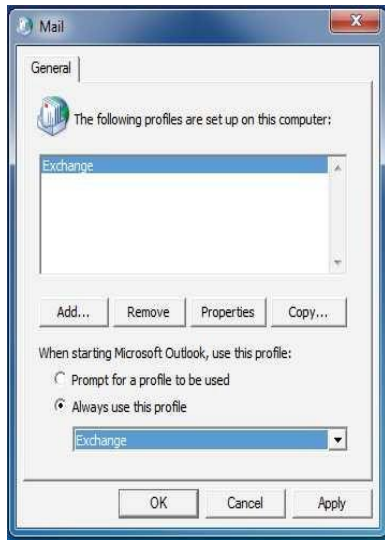 Mail
General
The following profiles are set up on this computer:
Exchange
Add... Remove Properties Copy...
When starting Microsoft Outlook, use this profile:
Prompt for a profile to be used
Always use this profile
Exchange
OK Cancel Apply